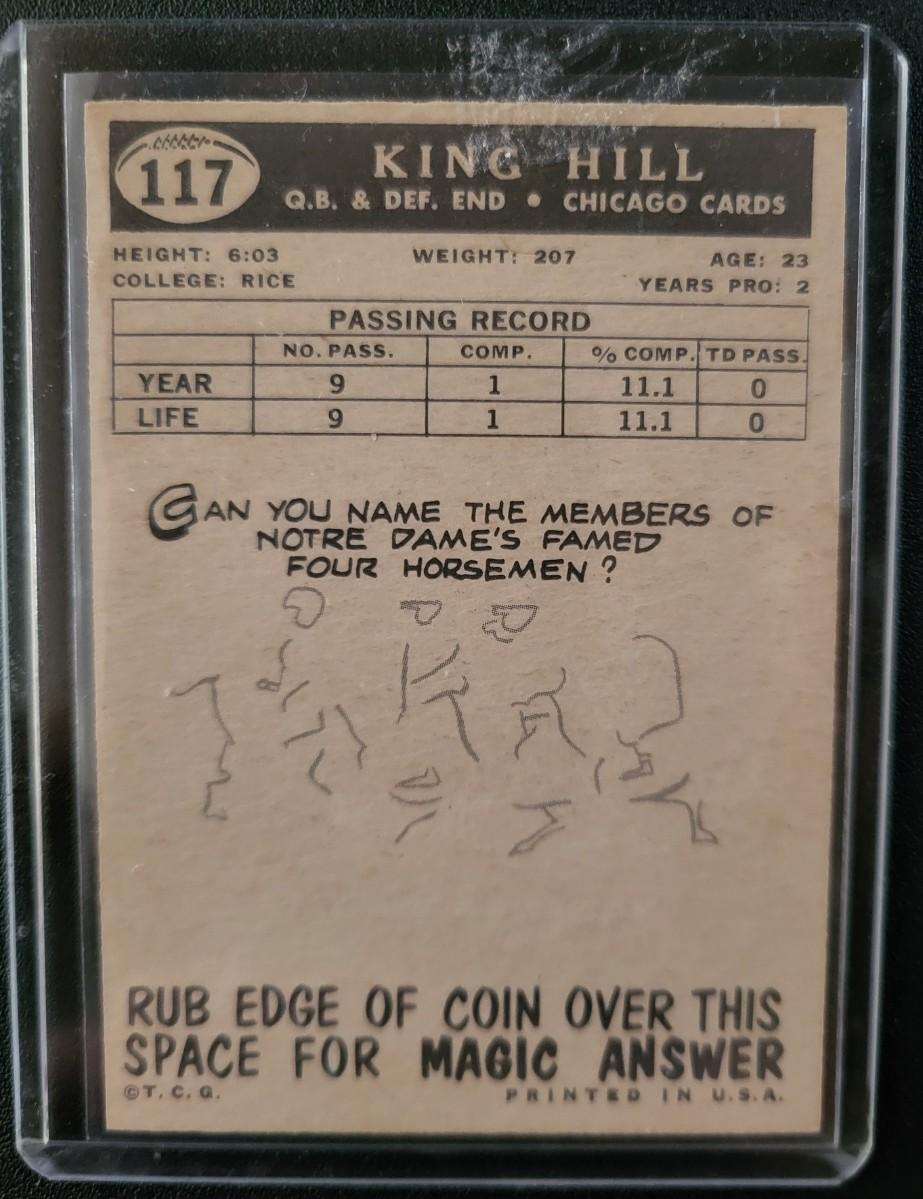 117
KING HILL
Q.B. & DEF. END • CHICAGO CARDS
HEIGHT: 6:03 WEIGHT: 207 AGE: 23
COLLEGE: RICE YEARS PRO: 2
PASSING RECORD
NO. PASS. COMP. % COMP. TD PASS.
YEAR 9 1 11.1 0
LIFE 9 1 11.1 0
CAN YOU NAME THE MEMBERS OF
NOTRE DAME'S FAMED
FOUR HORSEMEN?
RUB EDGE OF COIN OVER THIS
SPACE FOR MAGIC ANSWER
©T.C.G. PRINTED IN U.S.A.